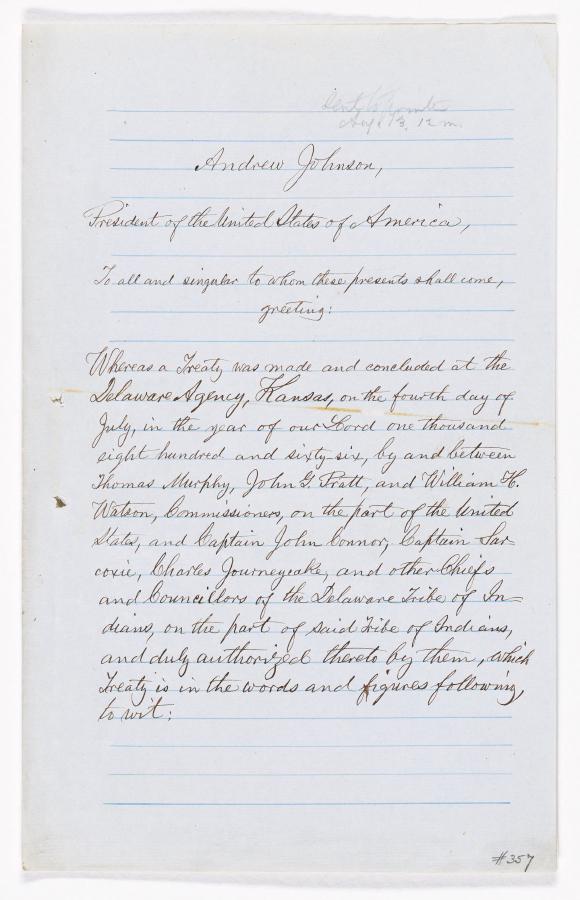 Aug 13, 12 m.
Andrew Johnson,
President of the United States of America,
To all and singular to whom these presents shall come,
greeting:
Whereas a Treaty was made and concluded at the
Delaware Agency, Kansas, on the fourth day of
July, in the year of our Lord one thousand
eight hundred and sixty-six, by and between
Thomas Murphy, John G. Pratt, and William H.
Watson, Commissioners, on the part of the United
States, and Captain John Connor, Captain Sar-
coxie, Charles Journeycake, and other Chiefs
and Councillors of the Delaware Tribe of In=
dians, on the part of said Tribe of Indians,
and duly authorized thereto by them, which
Treaty is in the words and figures following,
to wit:
#357